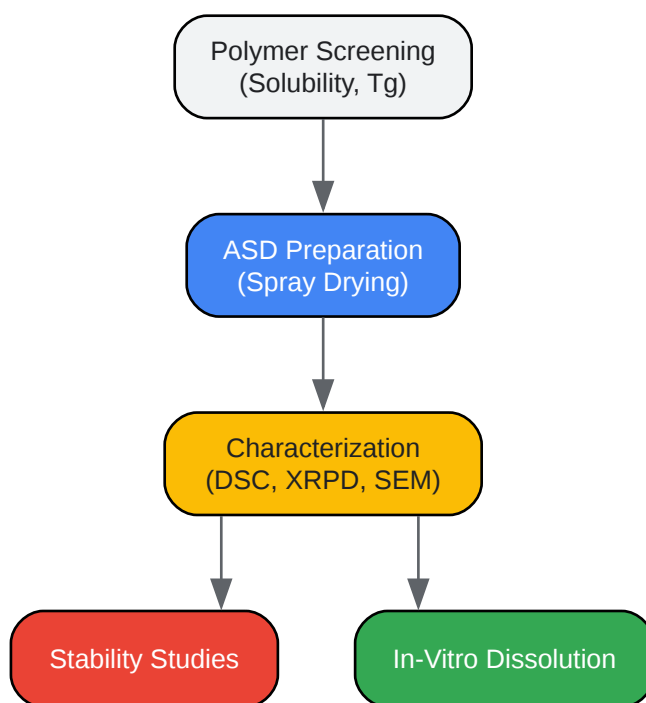 Polymer Screening
(Solubility, Tg)
ASD Preparation
(Spray Drying)
Characterization
(DSC, XRPD, SEM)
Stability Studies
In-Vitro Dissolution